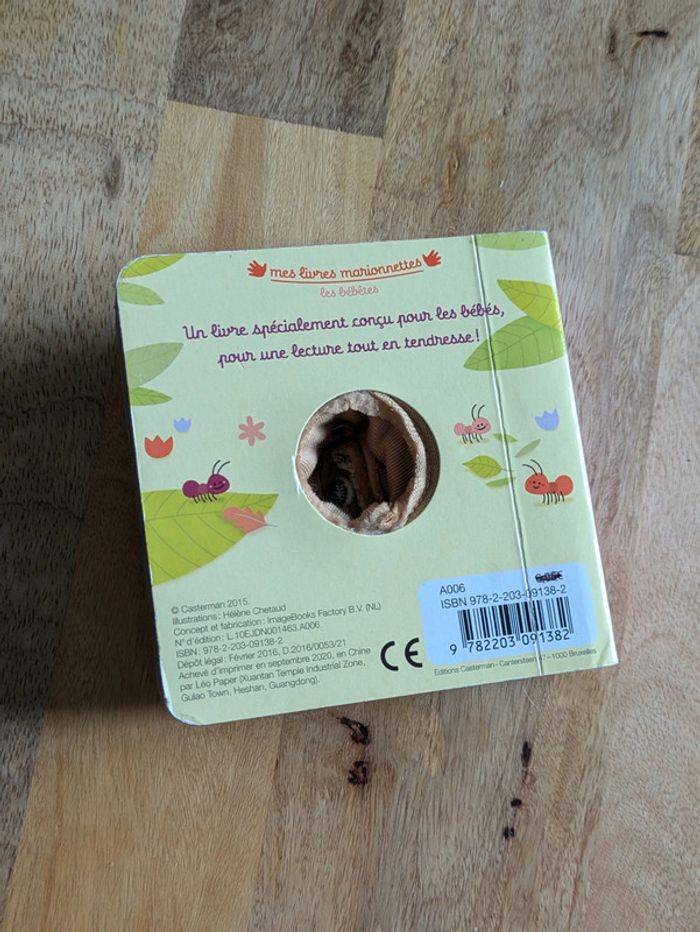 mes livres marionnettes
les bébêtes
Un livre spécialement conçu pour les bébés,
pour une lecture tout en tendresse !
© Casterman 2015.
Illustrations : Hélène Chetaud
Concept et fabrication : ImageBooks Factory B.V. (NL)
N° d'édition : L.10EJDN001463.A006
ISBN : 978-2-203-09138-2
Dépôt légal : Février 2016, D.2016/0053/21
Achevé d'imprimer en septembre 2020, en Chine
par Léo Paper (Xuantan Temple Industrial Zone,
Gulao Town, Heshan, Guangdong).
CE
A006
ISBN 978-2-203-09138-2
9 782203 091382
Editions Casterman - Cantersteen 47 - 1000 Bruxelles